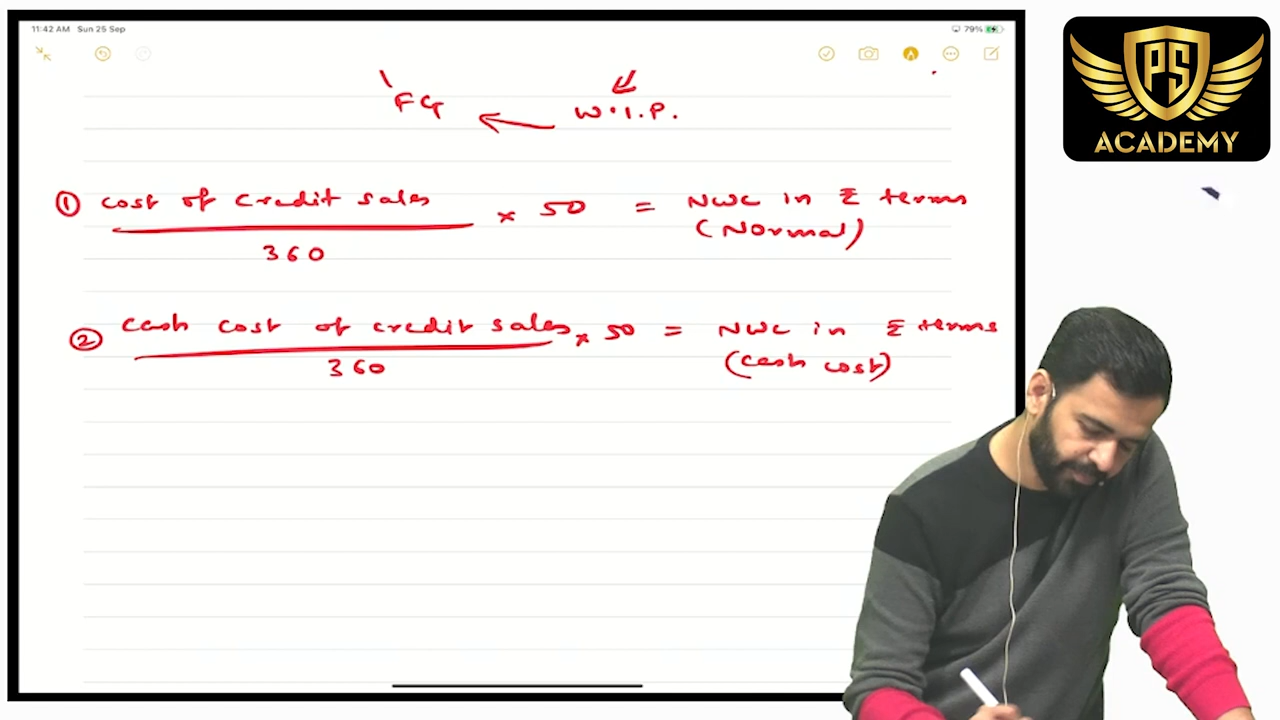 11:42 AM Sun 25 Sep
79%
PS
ACADEMY
FG
W.I.P.
① Cost of Credit Sales × 50 = NWC in ₹ terms
360
(Normal)
② Cash Cost of Credit Sales × 50 = NWC in ₹ terms
360
(Cash Cost)